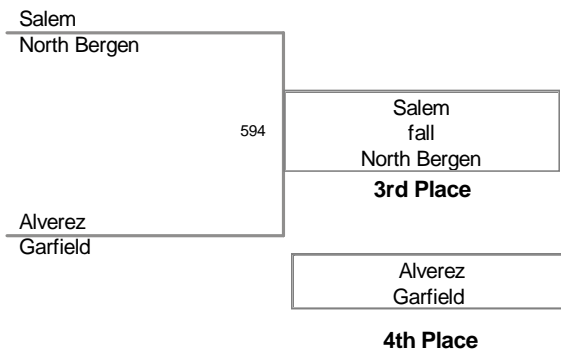 Salem
North Bergen
594
Salem
fall
North Bergen
3rd Place
Alverez
Garfield
Alverez
Garfield
4th Place